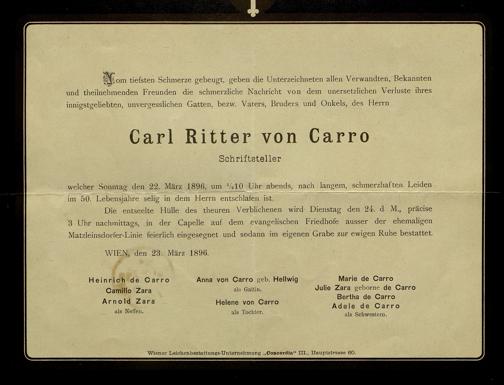 Vom tiefsten Schmerze gebeugt, geben die Unterzeichneten allen Verwandten, Bekannten
und theilnehmenden Freunden die schmerzliche Nachricht von dem unersetzlichen Verluste ihres
innigstgeliebten, unvergesslichen Gatten, bezw. Vaters, Bruders und Onkels, des Herrn
Carl Ritter von Carro
Schriftsteller
welcher Sonntag den 22. März 1896, um Uhr abends, nach langem, schmerzhaften Leiden
im 50. Lebensjahre selig in dem Herrn entschlafen ist.
Die entseelte Hülle des theuren Verblichenen wird Dienstag den 24. d M., präcise
3 Uhr nachmittags, in der Capelle auf dem evangelischen Friedhofe ausser der ehemaligen
Matzleinsdorfer-Linie feierlich eingesegnet und sodann im eigenen Grabe zur ewigen Ruhe bestattet.
WIEN, den 23. März 1896.
Heinrich de Carro
Camillo Zara
Arnold Zara
als Neffen.
Anna von Carro geb. Hellwig
als Gattin.
Helene von Carro
als Tochter.
Marie de Carro
Julie Zara geborne de Carro
Bertha de Carro
Adele de Carro
als Schwestern.
Wiener Leichenbestattungs-Unternehmung „Concordia" III., Hauptstrasse 60.